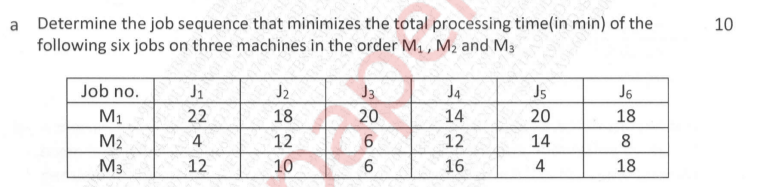 a Determine the job sequence that minimizes the total processing time(in min) of the 10
following six jobs on three machines in the order M₁ , M₂ and M₃
Job no. J₁ J₂ J₃ J₄ J₅ J₆
M₁ 22 18 20 14 20 18
M₂ 4 12 6 12 14 8
M₃ 12 10 6 16 4 18